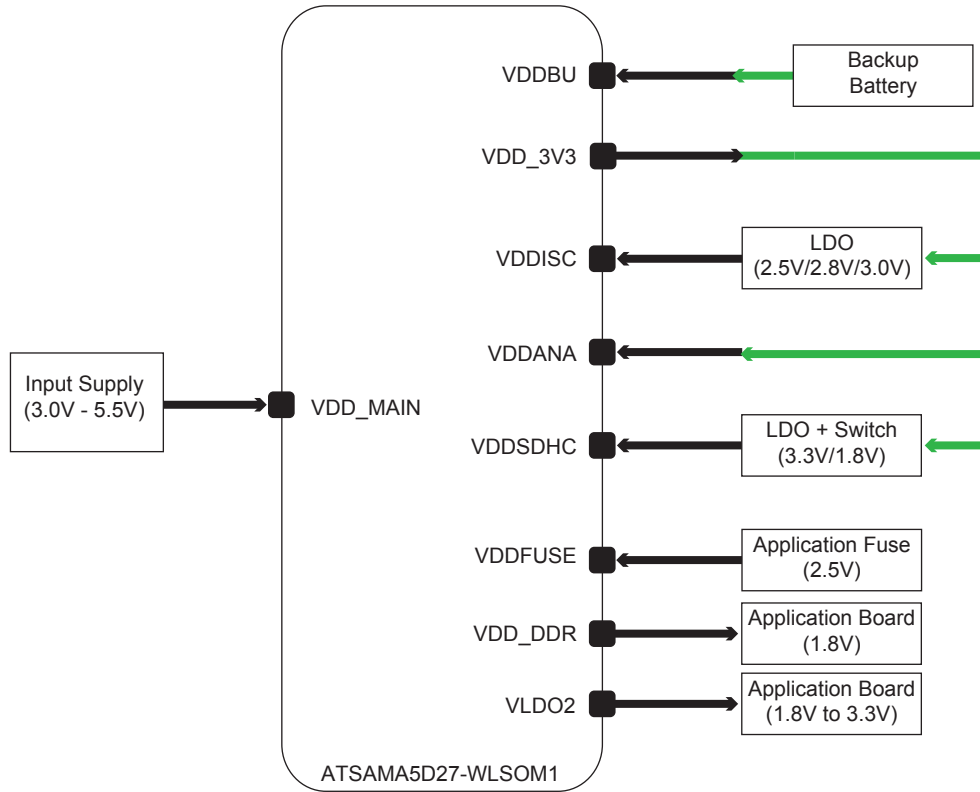 VDDBU
Backup
Battery
VDD_3V3
VDDISC
LDO
(2.5V/2.8V/3.0V)
VDDANA
Input Supply
(3.0V - 5.5V)
VDD_MAIN
VDDSDHC
LDO + Switch
(3.3V/1.8V)
VDDFUSE
Application Fuse
(2.5V)
VDD_DDR
Application Board
(1.8V)
VLDO2
Application Board
(1.8V to 3.3V)
ATSAMA5D27-WLSOM1